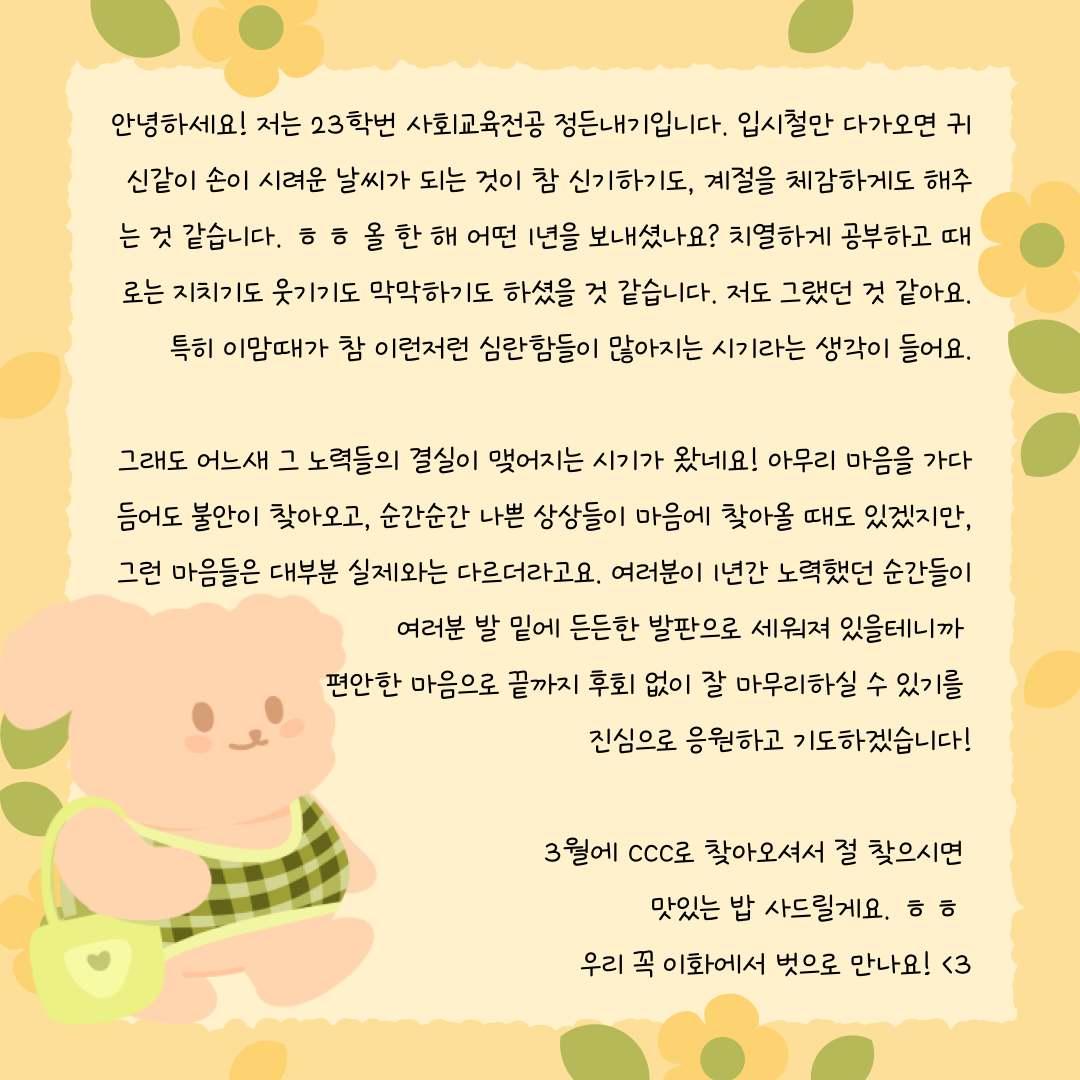 안녕하세요! 저는 23학번 사회교육전공 정든내기입니다. 입시철만 다가오면 귀
신같이 손이 시려운 날씨가 되는 것이 참 신기하기도, 계절을 체감하게도 해주
는 것 같습니다. ㅎㅎ 올 한 해 어떤 1년을 보내셨나요? 치열하게 공부하고 때
로는 지치기도 웃기기도 막막하기도 하셨을 것 같습니다. 저도 그랬던 것 같아요.
특히 이맘때가 참 이런저런 심란함들이 많아지는 시기라는 생각이 들어요.
그래도 어느새 그 노력들의 결실이 맺어지는 시기가 왔네요! 아무리 마음을 가다
듬어도 불안이 찾아오고, 순간순간 나쁜 상상들이 마음에 찾아올 때도 있겠지만,
그런 마음들은 대부분 실제와는 다르더라고요. 여러분이 1년간 노력했던 순간들이
여러분 발 밑에 든든한 발판으로 세워져 있을테니까
편안한 마음으로 끝까지 후회 없이 잘 마무리하실 수 있기를
진심으로 응원하고 기도하겠습니다!
3월에 CCC로 찾아오셔서 절 찾으시면
맛있는 밥 사드릴게요. ㅎㅎ
우리 꼭 이화에서 벗으로 만나요! <3